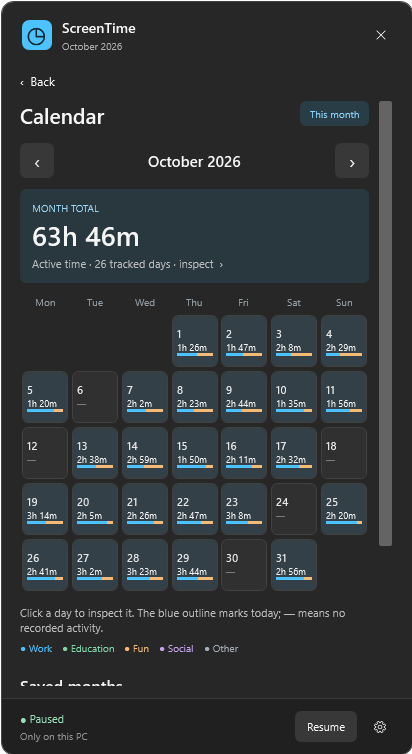 ScreenTime
October 2026
‹ Back
Calendar
This month
‹ October 2026 ›
MONTH TOTAL
63h 46m
Active time · 26 tracked days · inspect ›
Mon Tue Wed Thu Fri Sat Sun
1 2 3 4
1h 26m 1h 47m 2h 8m 2h 29m
5 6 7 8 9 10 11
1h 20m — 2h 2m 2h 23m 2h 44m 1h 35m 1h 56m
12 13 14 15 16 17 18
— 2h 38m 2h 59m 1h 50m 2h 11m 2h 32m —
19 20 21 22 23 24 25
3h 14m 2h 5m 2h 26m 2h 47m 3h 8m — 2h 20m
26 27 28 29 30 31
2h 41m 3h 2m 3h 23m 3h 44m — 2h 56m
Click a day to inspect it. The blue outline marks today; — means no
recorded activity.
Work Education Fun Social Other
Saved months
Paused
Only on this PC
Resume